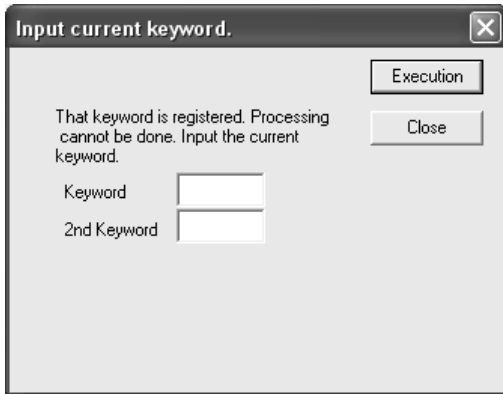 Input current keyword.
Execution
That keyword is registered. Processing
cannot be done. Input the current
keyword.
Close
Keyword
2nd Keyword